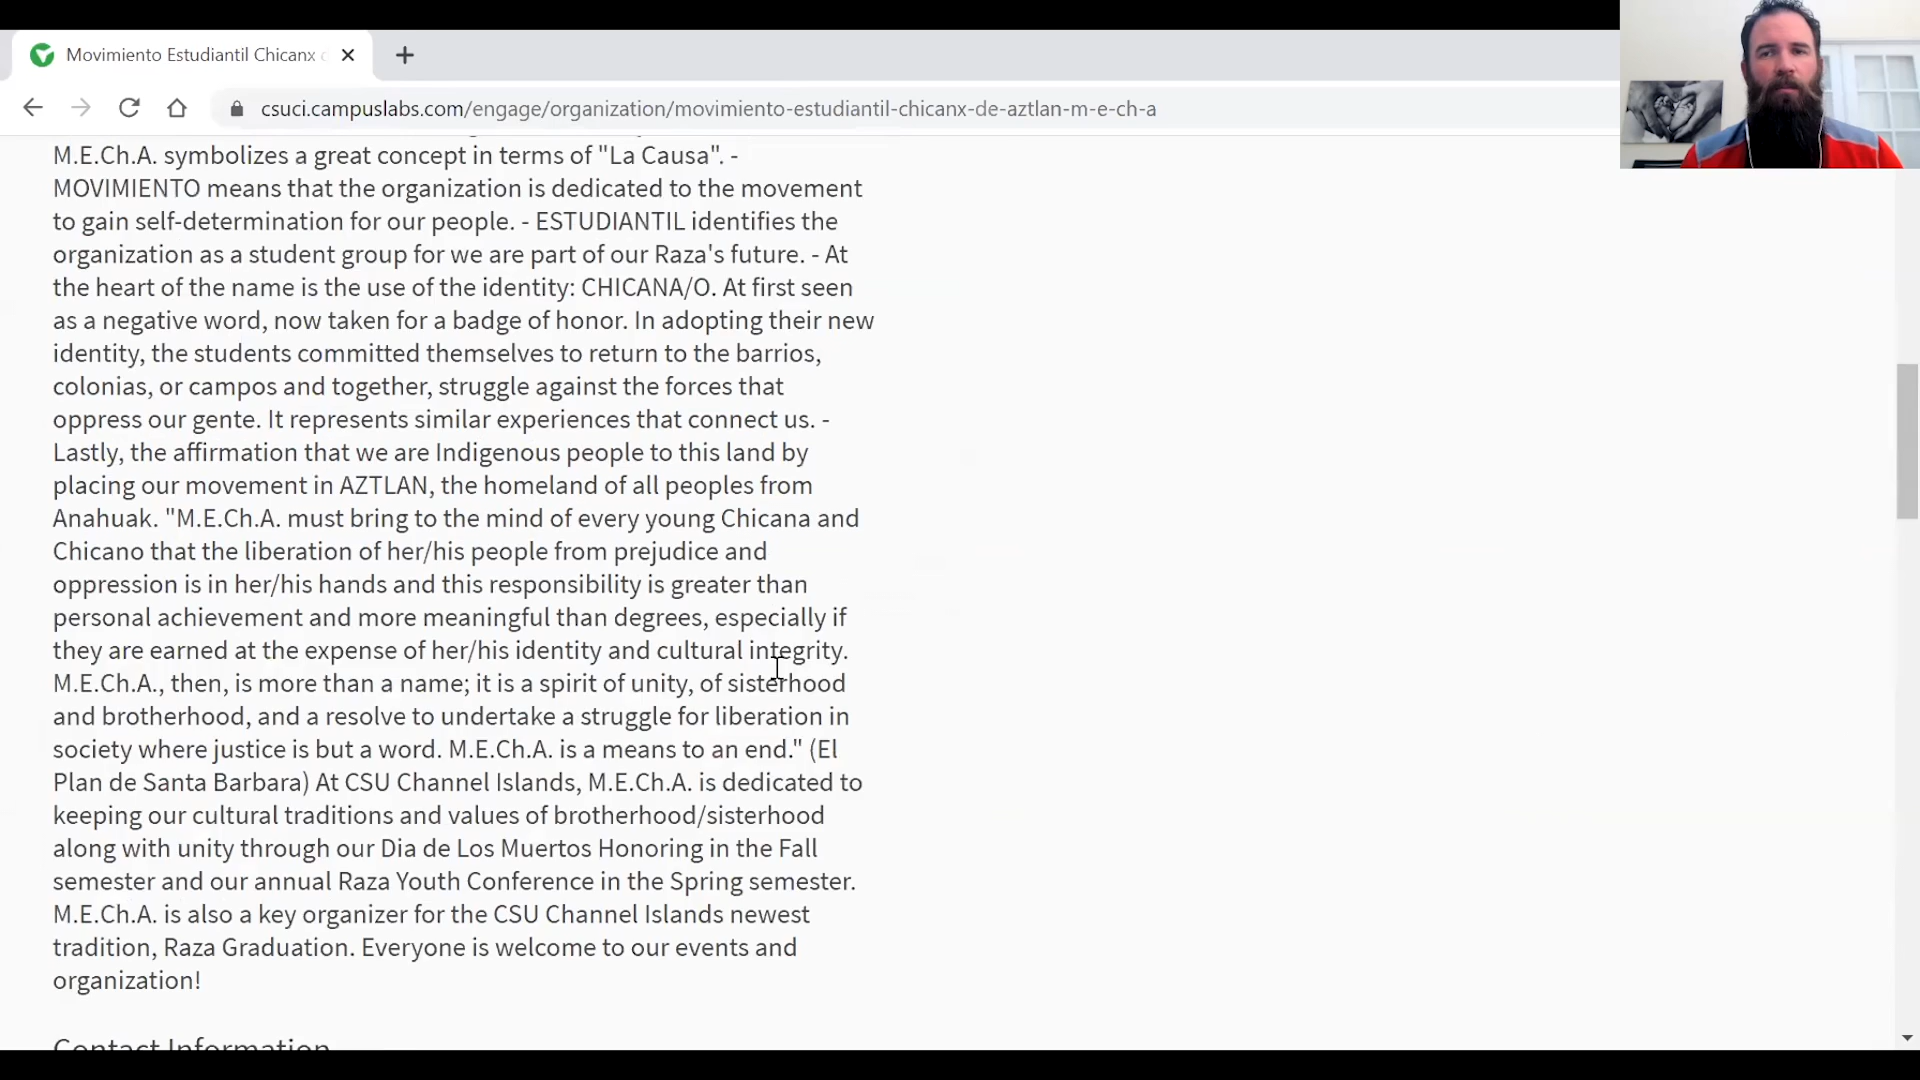 Movimiento Estudiantil Chicanx
csuci.campuslabs.com/engage/organization/movimiento-estudiantil-chicanx-de-aztlan-m-e-ch-a
M.E.Ch.A. symbolizes a great concept in terms of "La Causa". -
MOVIMIENTO means that the organization is dedicated to the movement
to gain self-determination for our people. - ESTUDIANTIL identifies the
organization as a student group for we are part of our Raza's future. - At
the heart of the name is the use of the identity: CHICANA/O. At first seen
as a negative word, now taken for a badge of honor. In adopting their new
identity, the students committed themselves to return to the barrios,
colonias, or campos and together, struggle against the forces that
oppress our gente. It represents similar experiences that connect us. -
Lastly, the affirmation that we are Indigenous people to this land by
placing our movement in AZTLAN, the homeland of all peoples from
Anahuak. "M.E.Ch.A. must bring to the mind of every young Chicana and
Chicano that the liberation of her/his people from prejudice and
oppression is in her/his hands and this responsibility is greater than
personal achievement and more meaningful than degrees, especially if
they are earned at the expense of her/his identity and cultural integrity.
M.E.Ch.A., then, is more than a name; it is a spirit of unity, of sisterhood
and brotherhood, and a resolve to undertake a struggle for liberation in
society where justice is but a word. M.E.Ch.A. is a means to an end." (El
Plan de Santa Barbara) At CSU Channel Islands, M.E.Ch.A. is dedicated to
keeping our cultural traditions and values of brotherhood/sisterhood
along with unity through our Dia de Los Muertos Honoring in the Fall
semester and our annual Raza Youth Conference in the Spring semester.
M.E.Ch.A. is also a key organizer for the CSU Channel Islands newest
tradition, Raza Graduation. Everyone is welcome to our events and
organization!
Contact Information